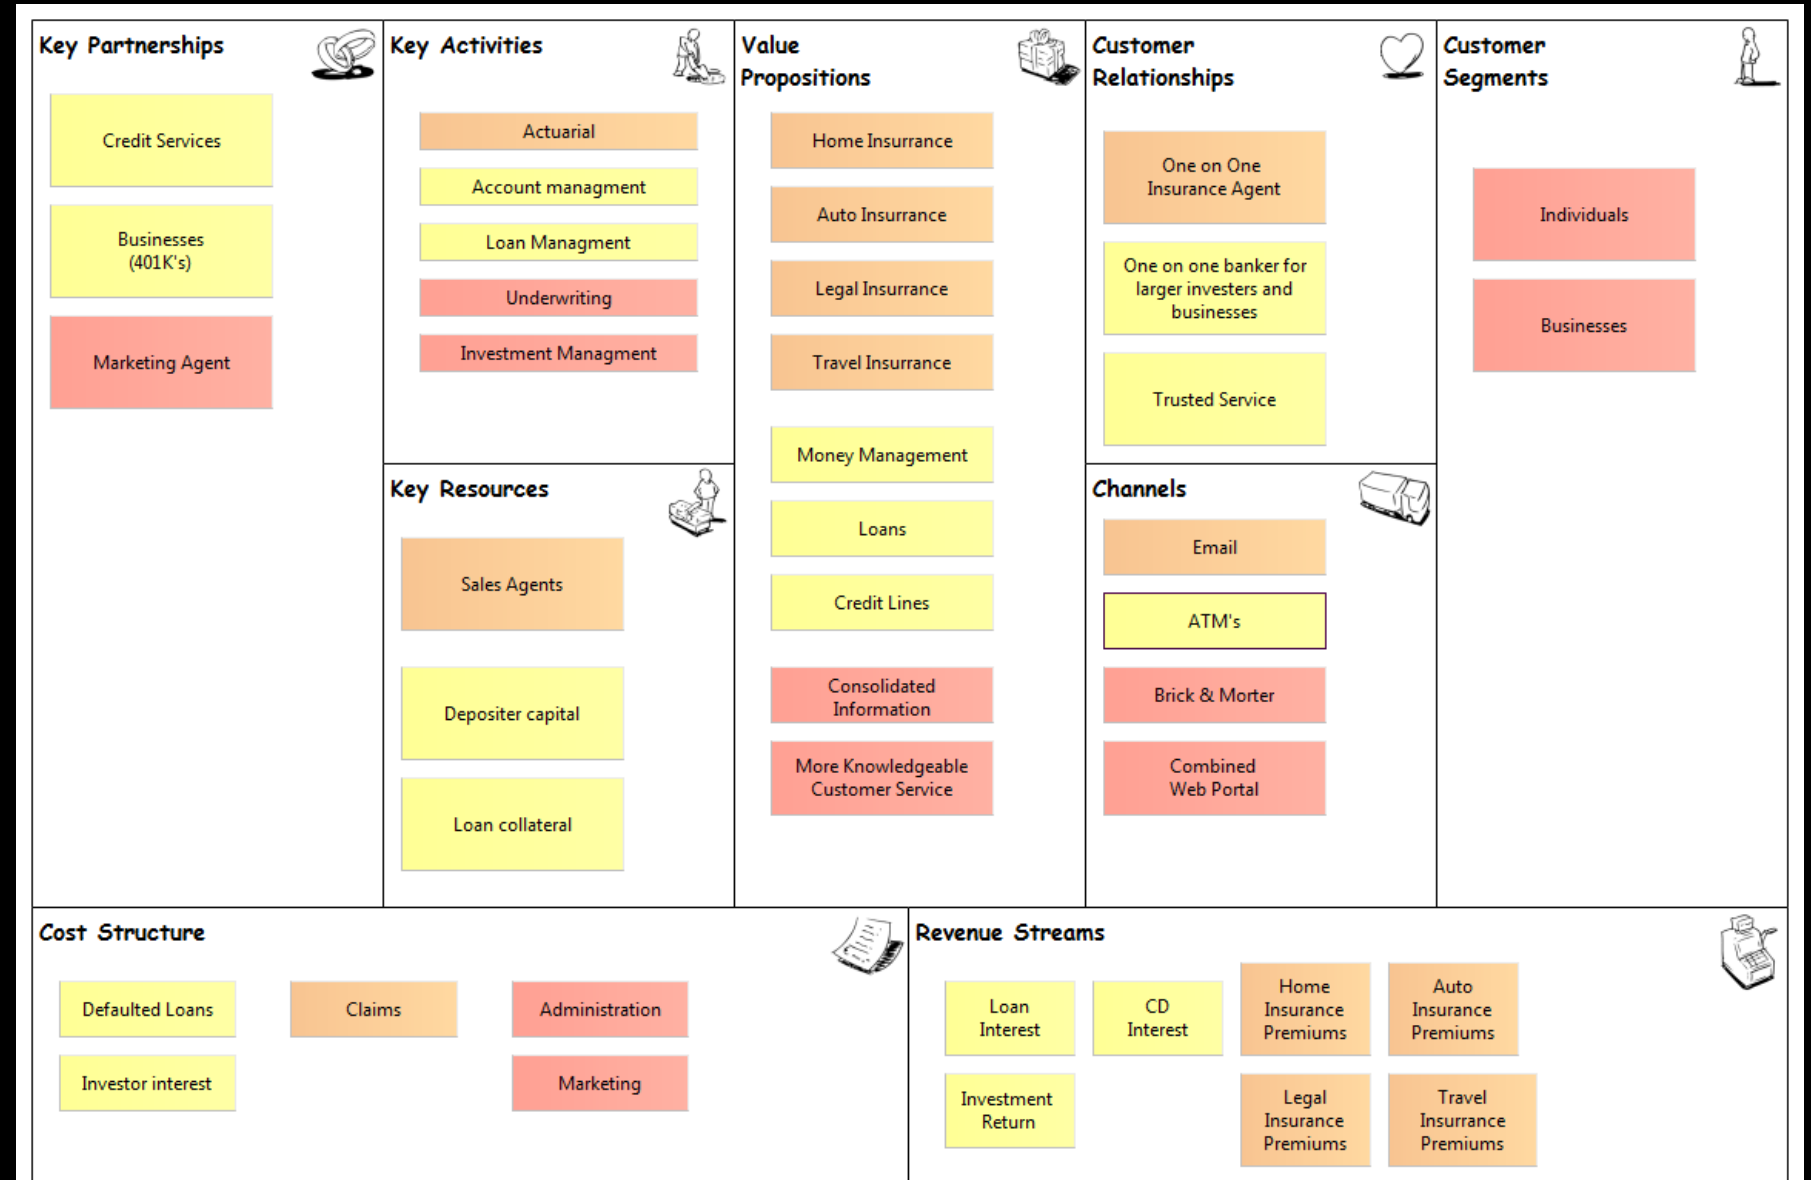 Key Partnerships
Credit Services
Businesses
(401K's)
Marketing Agent
Key Activities
Actuarial
Account managment
Loan Managment
Underwriting
Investment Managment
Key Resources
Sales Agents
Depositer capital
Loan collateral
Value
Propositions
Home Insurrance
Auto Insurrance
Legal Insurrance
Travel Insurrance
Money Management
Loans
Credit Lines
Consolidated
Information
More Knowledgeable
Customer Service
Customer
Relationships
One on One
Insurance Agent
One on one banker for
larger investers and
businesses
Trusted Service
Channels
Email
ATM's
Brick & Morter
Combined
Web Portal
Customer
Segments
Individuals
Businesses
Cost Structure
Defaulted Loans
Claims
Administration
Investor interest
Marketing
Revenue Streams
Loan
Interest
CD
Interest
Home
Insurance
Premiums
Auto
Insurance
Premiums
Investment
Return
Legal
Insurance
Premiums
Travel
Insurrance
Premiums